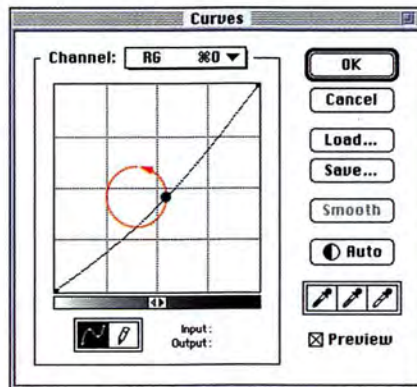 Curves
Channel: RG ⌘0
OK
Cancel
Load...
Save...
Smooth
Auto
Input:
Output:
Preview